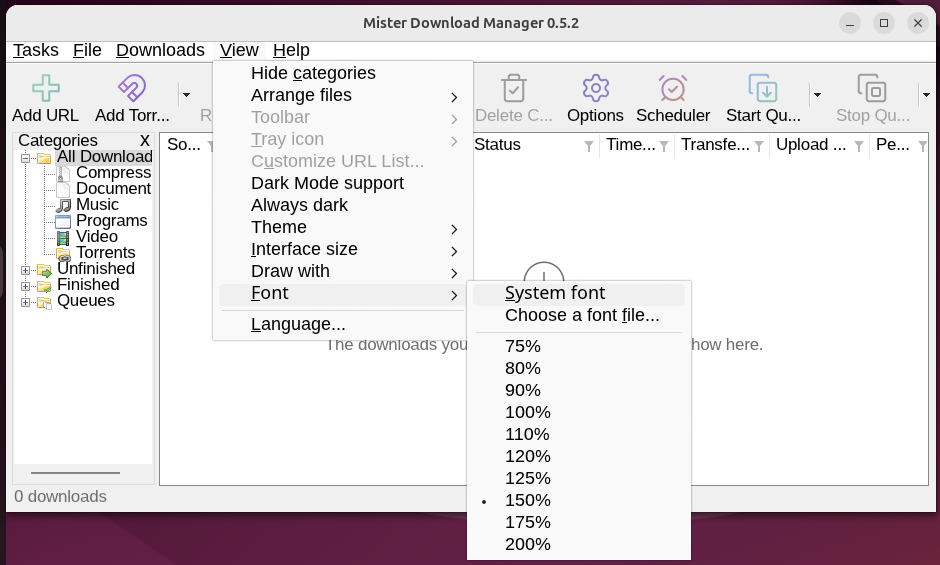 Mister Download Manager 0.5.2
Tasks File Downloads View Help
Add URL Add Torr... R Delete C... Options Scheduler Start Qu... Stop Qu...
Categories X
So... Status Time... Transfe... Upload ... Pe...
All Download
Compress
Document
Music
Programs
Video
Torrents
Unfinished
Finished
Queues
0 downloads
Hide categories
Arrange files
Toolbar
Tray icon
Customize URL List...
Dark Mode support
Always dark
Theme
Interface size
Draw with
Font
Language...
The downloads you how here.
System font
Choose a font file...
75%
80%
90%
100%
110%
120%
125%
150%
175%
200%